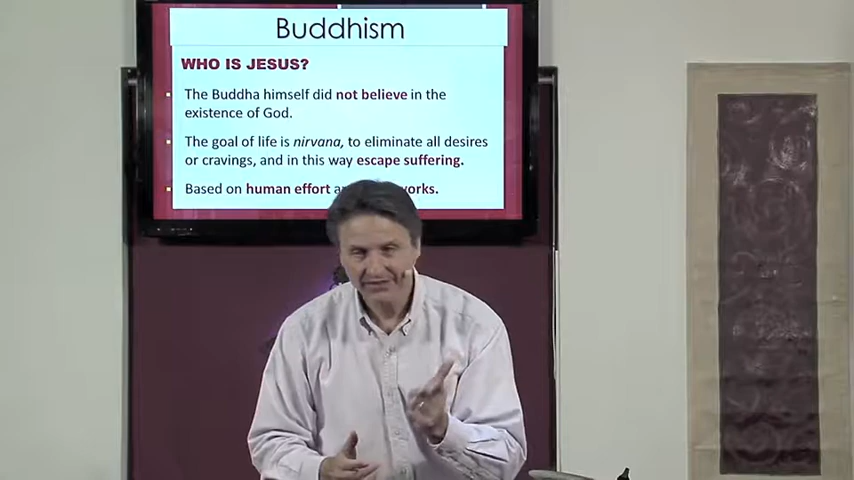 Buddhism
WHO IS JESUS?
The Buddha himself did not believe in the
existence of God.
The goal of life is nirvana, to eliminate all desires
or cravings, and in this way escape suffering.
Based on human effort works.